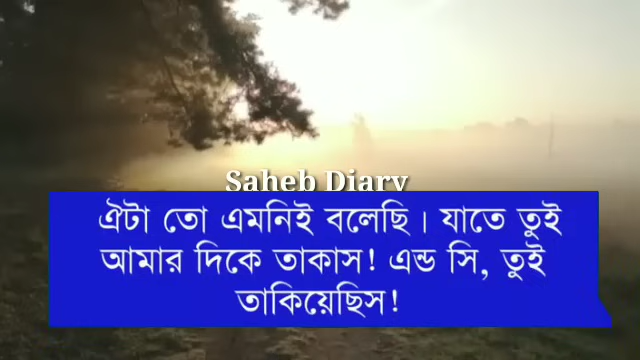 Saheb Diary
ঐটা তো এমনিই বলেছি। যাতে তুই
আমার দিকে তাকাস! এন্ড সি, তুই
তাকিয়েছিস!